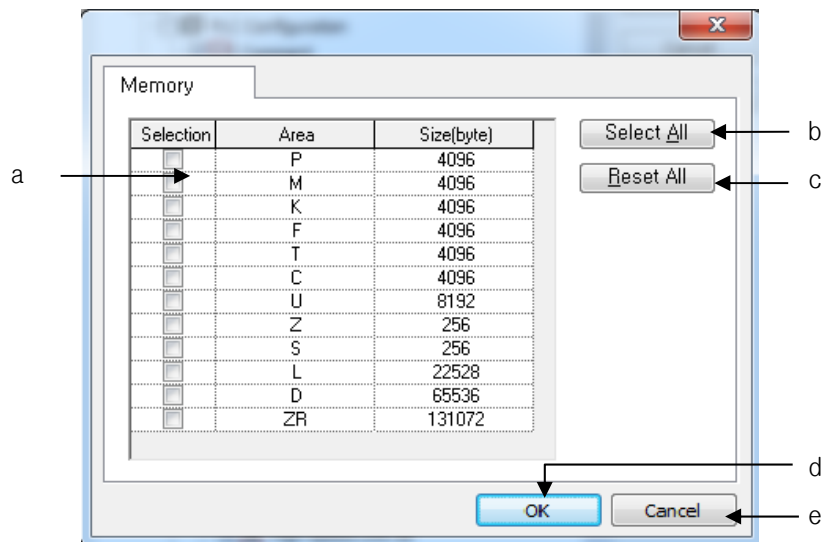 Memory
Selection Area Size(byte)
P 4096
M 4096
K 4096
F 4096
T 4096
C 4096
U 8192
Z 256
S 256
L 22528
D 65536
ZR 131072
Select All
Reset All
OK
Cancel
a
b
c
d
e